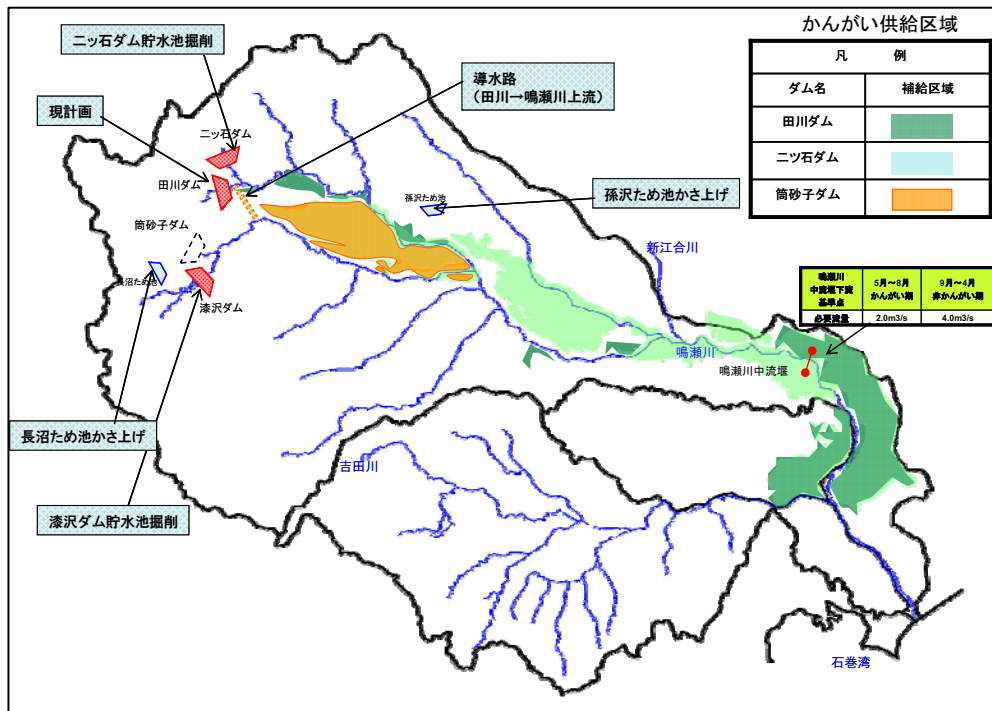 かんがい供給区域
凡 例
ダム名 補給区域
田川ダム
二ツ石ダム
筒砂子ダム
二ッ石ダム貯水池掘削
導水路
(田川→鳴瀬川上流)
現計画
二ッ石ダム
田川ダム
筒砂子ダム
長沼ため池
漆沢ダム
孫沢ため池
孫沢ため池かさ上げ
新江合川
鳴瀬川
中流堰下流
基準点
5月~8月
かんがい期
9月~4月
非かんがい期
必要流量 2.0m3/s 4.0m3/s
鳴瀬川
鳴瀬川中流堰
長沼ため池かさ上げ
吉田川
漆沢ダム貯水池掘削
石巻湾